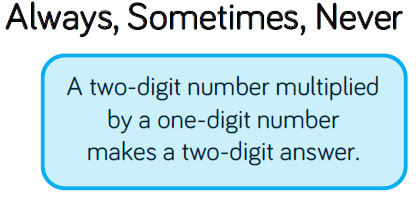 Always, Sometimes, Never
A two-digit number multiplied
by a one-digit number
makes a two-digit answer.